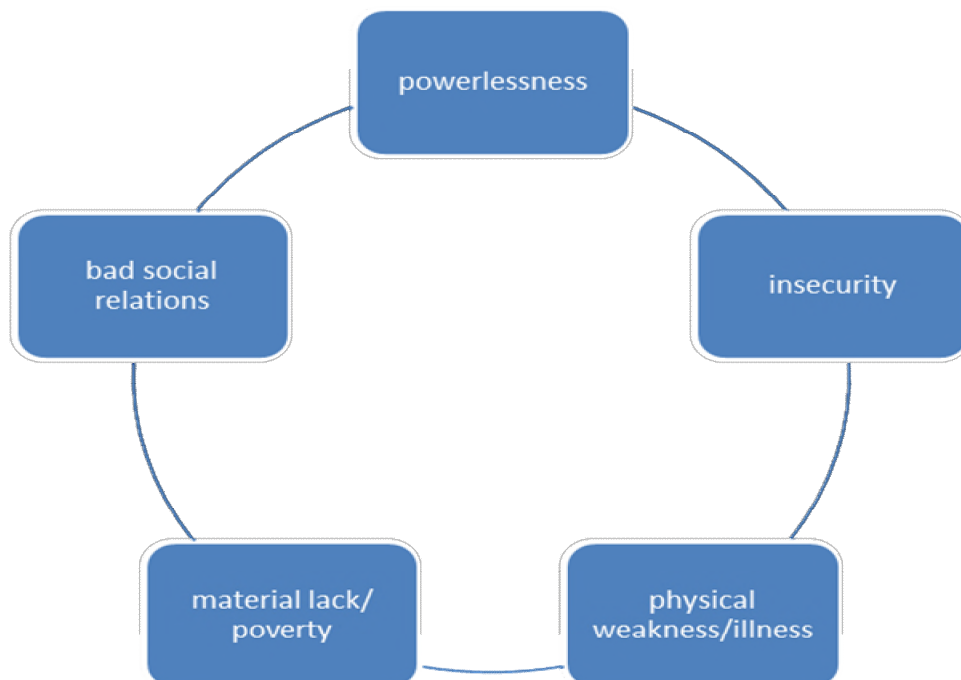 powerlessness
insecurity
physical
weakness/illness
material lack/
poverty
bad social
relations